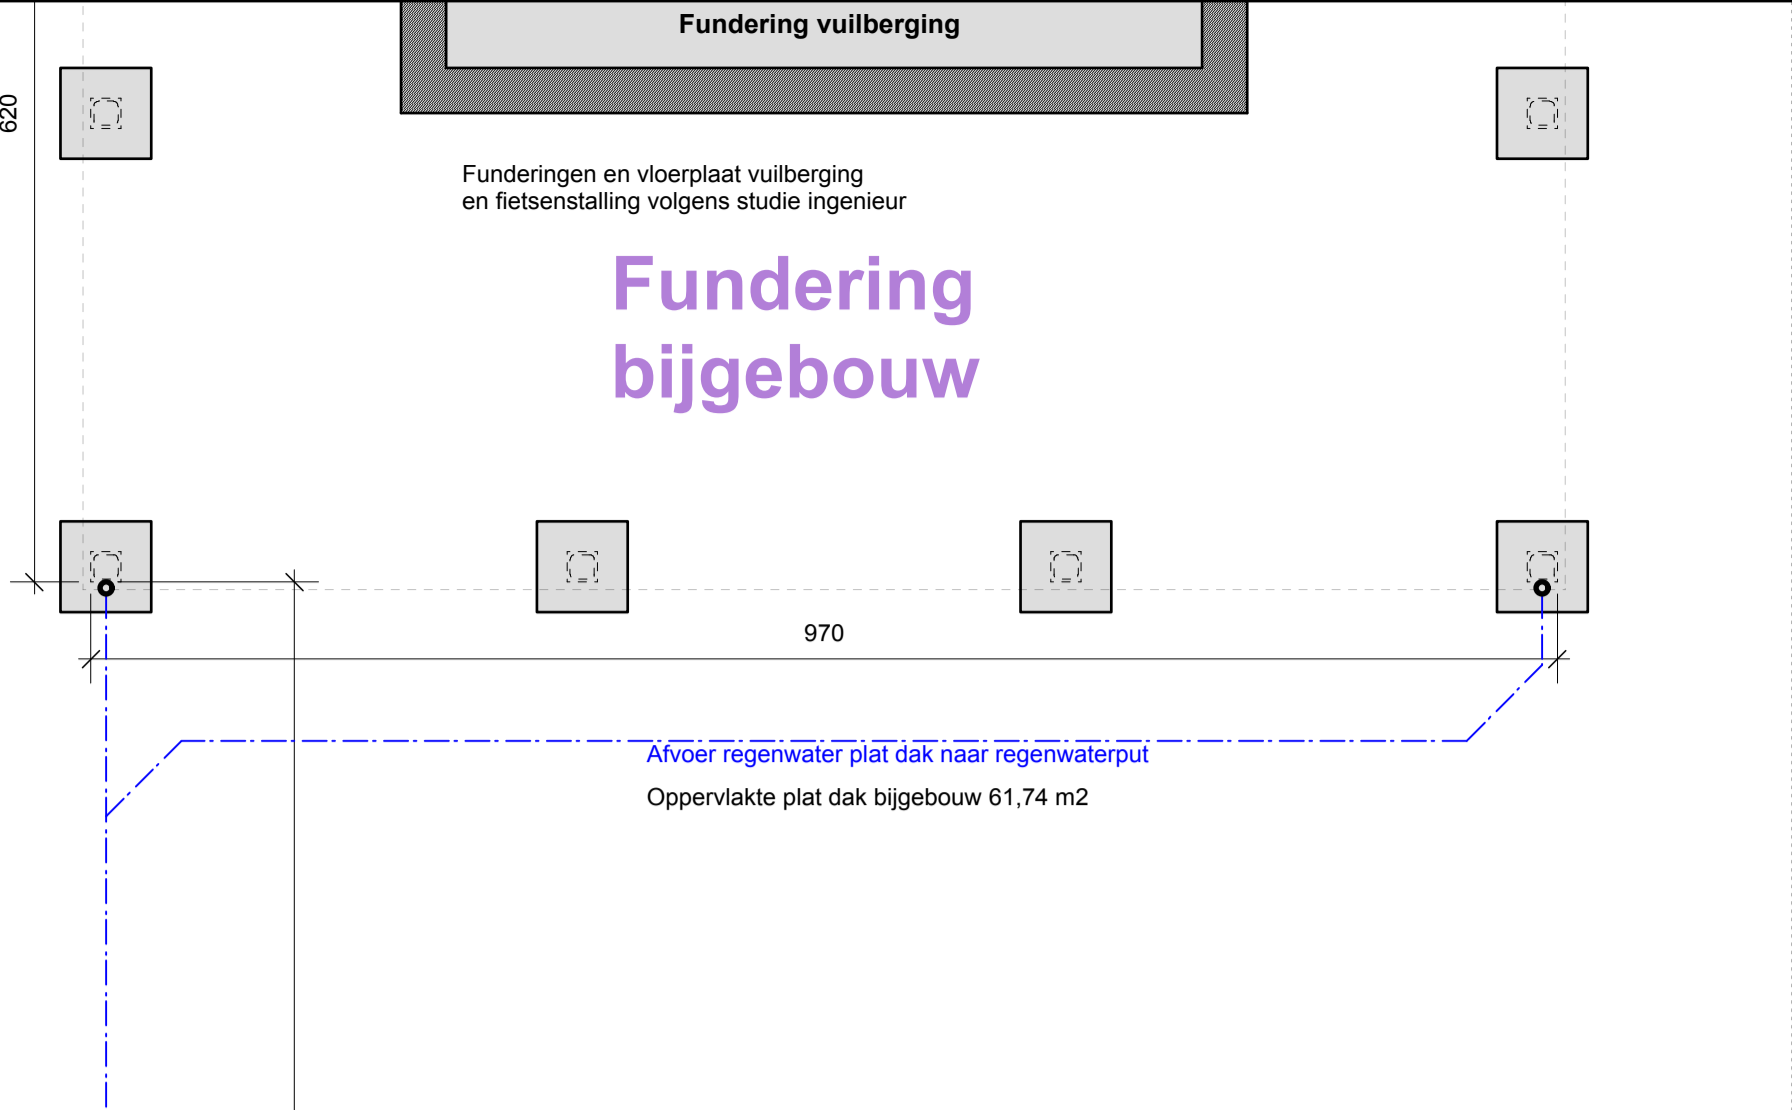 Fundering vuilberging
620
Funderingen en vloerplaat vuilberging
en fietsenstalling volgens studie ingenieur
Fundering
bijgebouw
970
Afvoer regenwater plat dak naar regenwaterput
Oppervlakte plat dak bijgebouw 61,74 m2